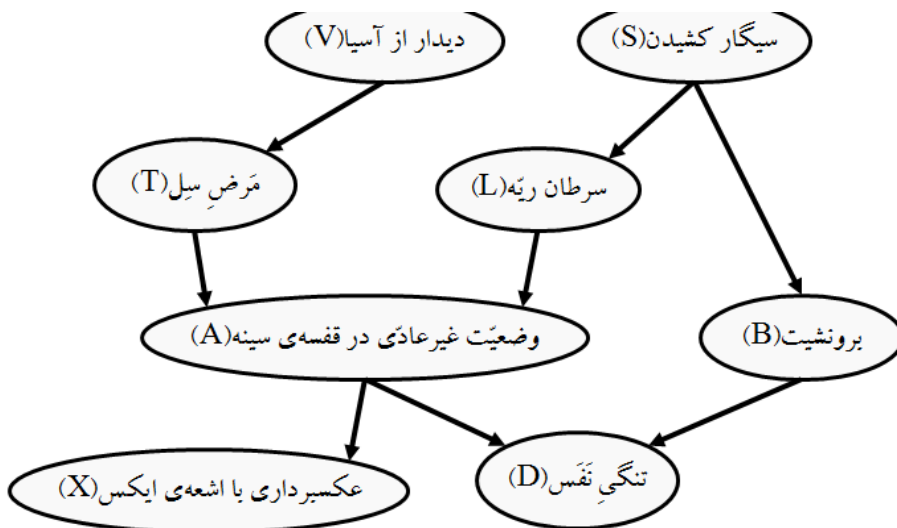 دیدار از آسیا(V)
سیگار کشیدن(S)
مَرضِ سِل(T)
سرطان ریّه(L)
وضعیّت غیرعادّی در قفسه‌ی سینه(A)
برونشیت(B)
عکسبرداری با اشعه‌ی ایکس(X)
تنگیِ نَفَس(D)